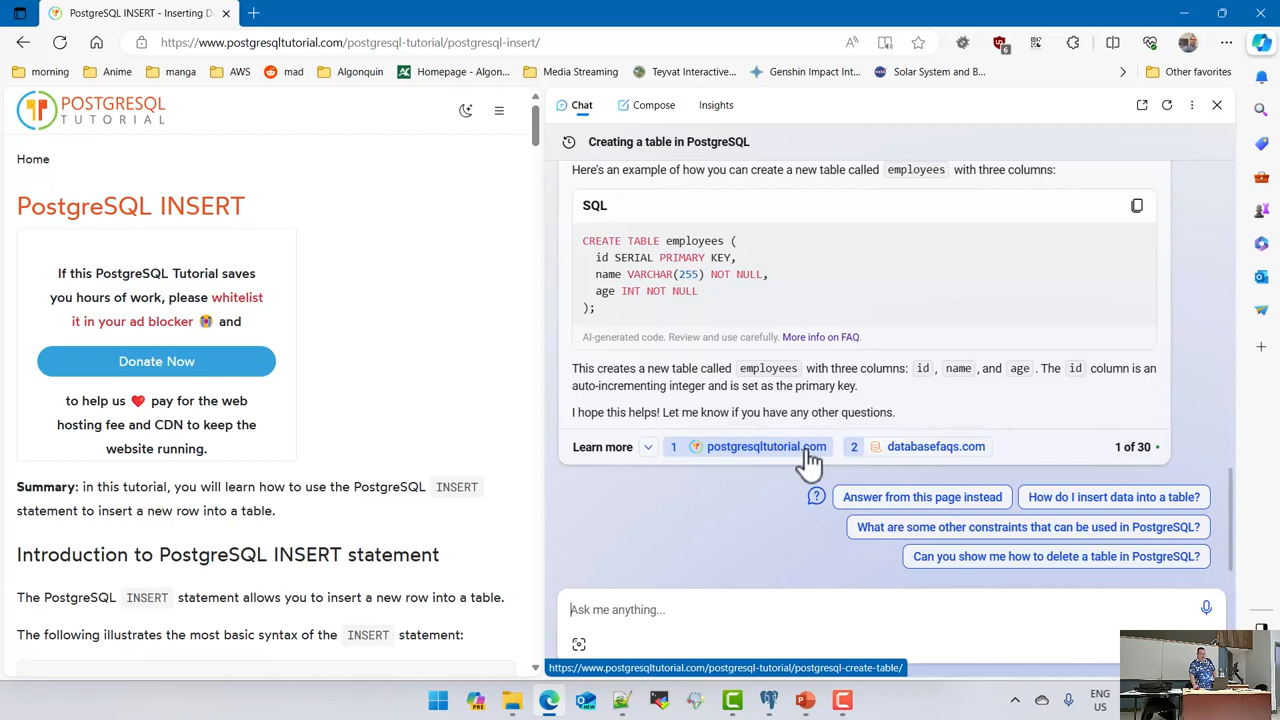 PostgreSQL INSERT - Inserting D
https://www.postgresqltutorial.com/postgresql-tutorial/postgresql-insert/
morning
Anime
manga
AWS
mad
Algonquin
Homepage - Algon...
Media Streaming
Teyvat Interactive...
Genshin Impact Int...
Solar System and B...
Other favorites
POSTGRESQL
TUTORIAL
Home
PostgreSQL INSERT
If this PostgreSQL Tutorial saves
you hours of work, please whitelist
it in your ad blocker 😭 and
Donate Now
to help us ❤️ pay for the web
hosting fee and CDN to keep the
website running.
Summary: in this tutorial, you will learn how to use the PostgreSQL INSERT
statement to insert a new row into a table.
Introduction to PostgreSQL INSERT statement
The PostgreSQL INSERT statement allows you to insert a new row into a table.
The following illustrates the most basic syntax of the INSERT statement:
Chat
Compose
Insights
Creating a table in PostgreSQL
Here's an example of how you can create a new table called employees with three columns:
SQL
CREATE TABLE employees (
id SERIAL PRIMARY KEY,
name VARCHAR(255) NOT NULL,
age INT NOT NULL
);
AI-generated code. Review and use carefully. More info on FAQ.
This creates a new table called employees with three columns: id, name, and age. The id column is an
auto-incrementing integer and is set as the primary key.
I hope this helps! Let me know if you have any other questions.
Learn more 1 postgresqltutorial.com 2 databasefaqs.com 1 of 30
Answer from this page instead
How do I insert data into a table?
What are some other constraints that can be used in PostgreSQL?
Can you show me how to delete a table in PostgreSQL?
Ask me anything...
https://www.postgresqltutorial.com/postgresql-tutorial/postgresql-create-table/
6
PRE
NEW
ENG
US